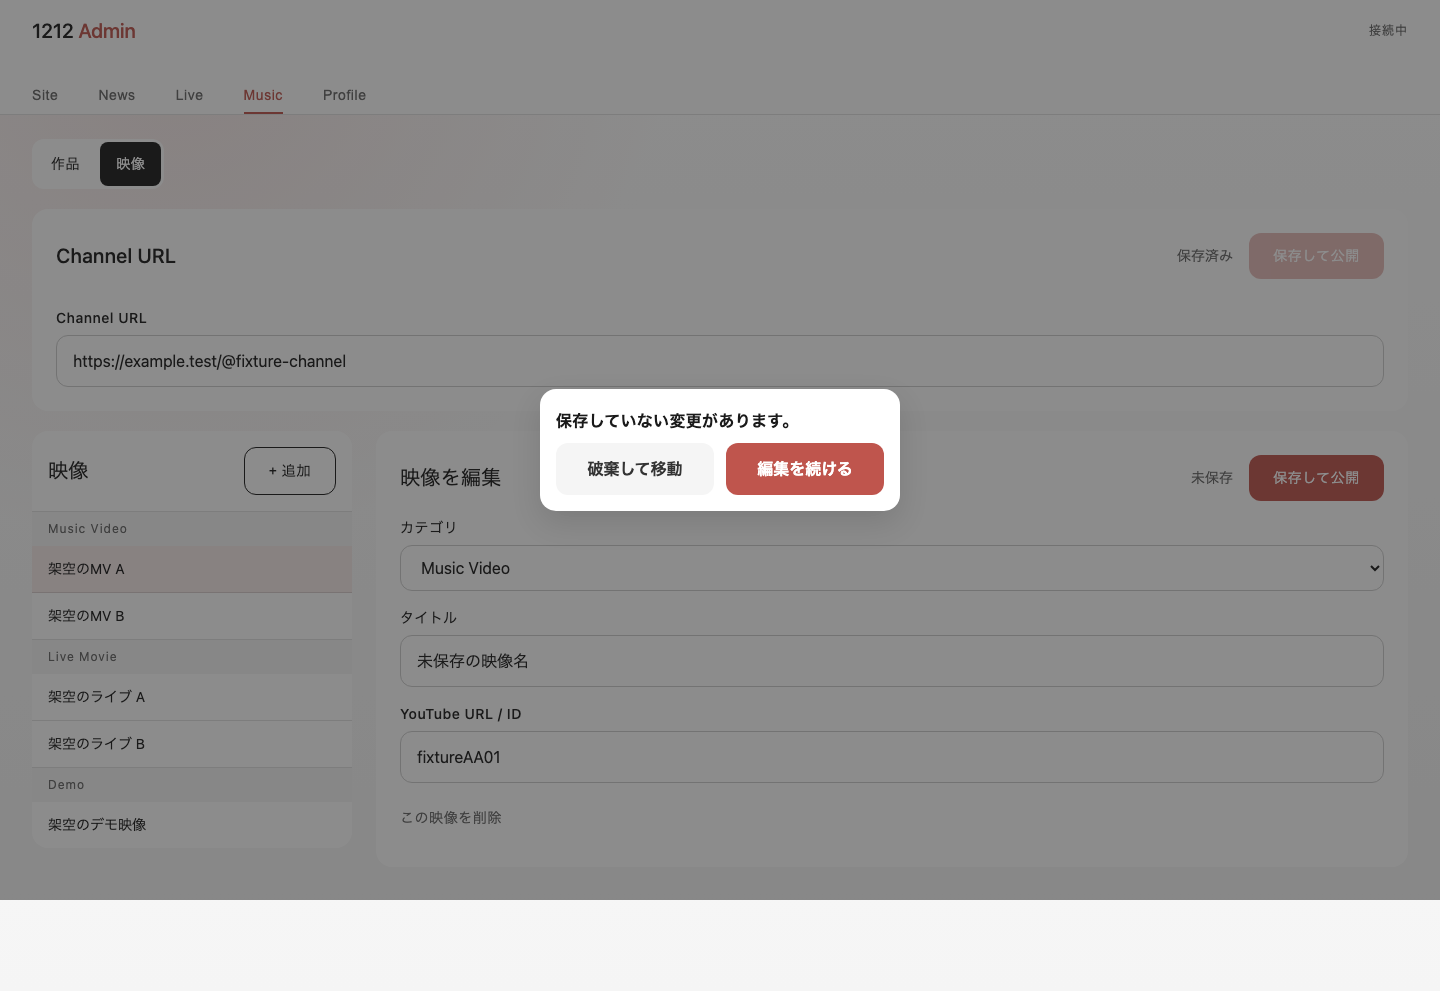 1212 Admin
接続中
Site
News
Live
Music
Profile
作品
映像
Channel URL
保存済み
保存して公開
Channel URL
https://example.test/@fixture-channel
保存していない変更があります。
破棄して移動
編集を続ける
映像
+ 追加
Music Video
架空のMV A
架空のMV B
Live Movie
架空のライブ A
架空のライブ B
Demo
架空のデモ映像
映像を編集
未保存
保存して公開
カテゴリ
Music Video
タイトル
未保存の映像名
YouTube URL / ID
fixtureAA01
この映像を削除